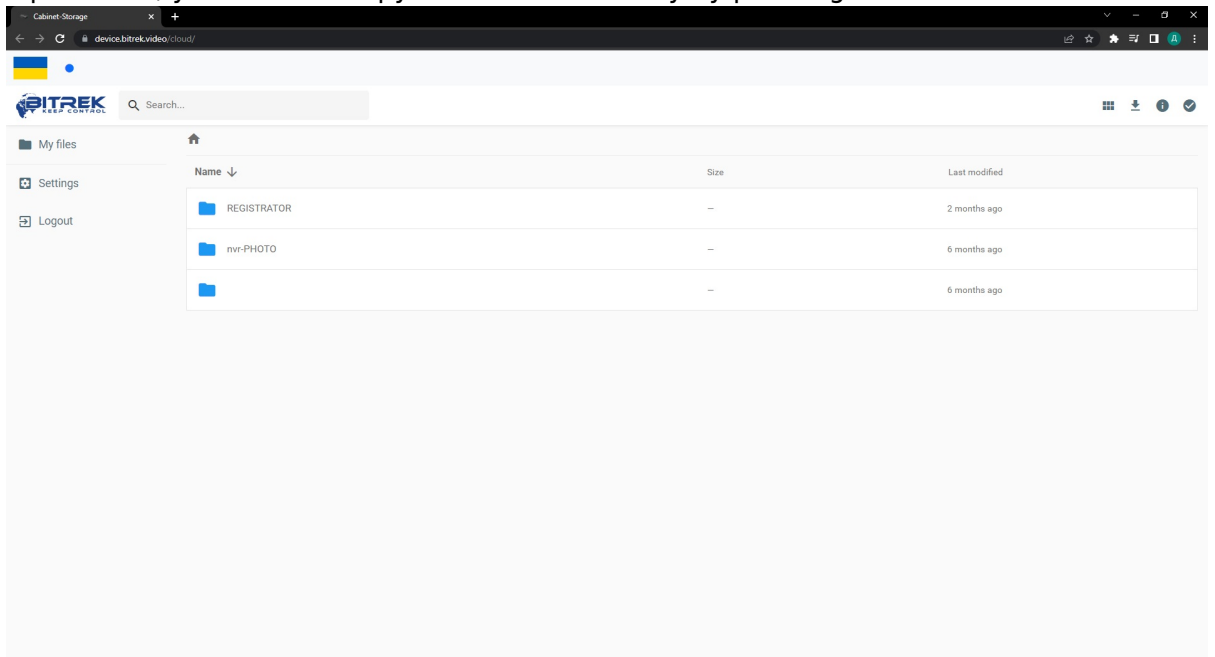 Cabinet-Storage
device.bitrek.video/cloud/
Д
BITREK
KEEP CONTROL
Search...
My files
Settings
Logout
Name Size Last modified
REGISTRATOR — 2 months ago
nvr-PHOTO — 6 months ago
— 6 months ago